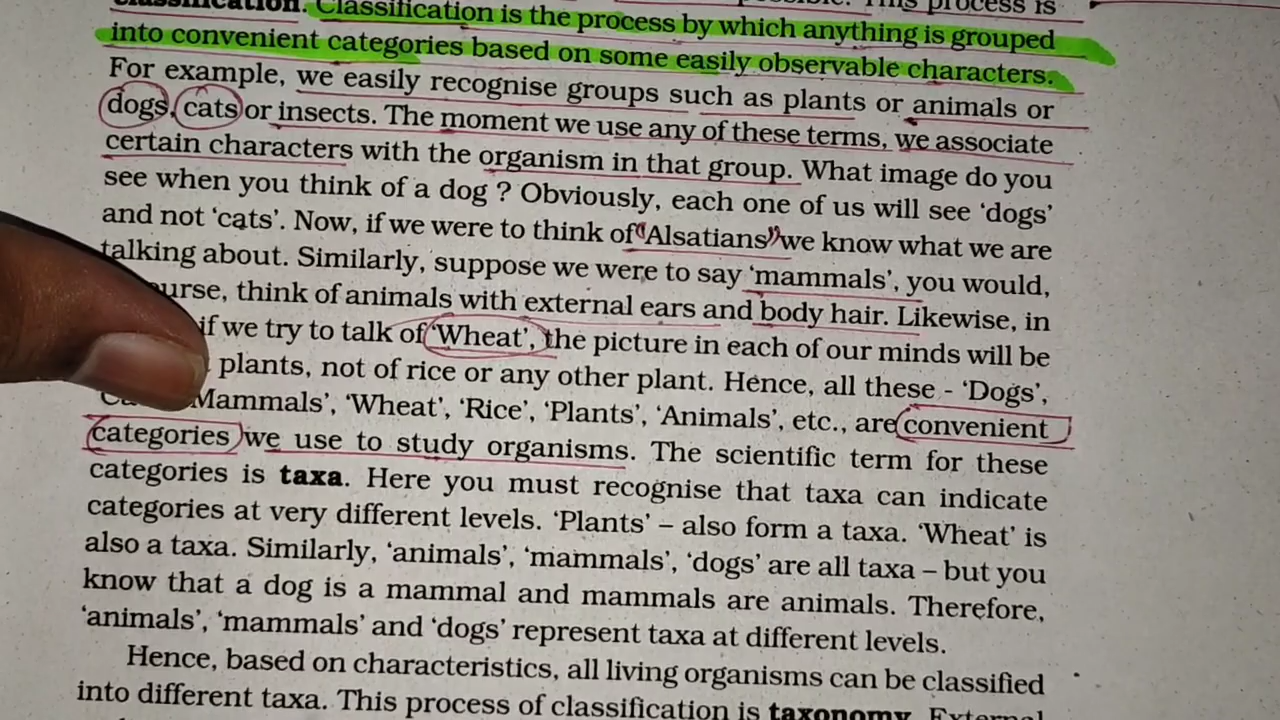 classification. Classification is the process by which anything is grouped
into convenient categories based on some easily observable characters.
For example, we easily recognise groups such as plants or animals or
dogs, cats or insects. The moment we use any of these terms, we associate
certain characters with the organism in that group. What image do you
see when you think of a dog ? Obviously, each one of us will see ‘dogs’
and not ‘cats’. Now, if we were to think of ‘Alsatians’ we know what we are
talking about. Similarly, suppose we were to say ‘mammals’, you would,
think of animals with external ears and body hair. Likewise, in
if we try to talk of ‘Wheat’, the picture in each of our minds will be
plants, not of rice or any other plant. Hence, all these - ‘Dogs’,
Mammals’, ‘Wheat’, ‘Rice’, ‘Plants’, ‘Animals’, etc., are convenient
categories we use to study organisms. The scientific term for these
categories is taxa. Here you must recognise that taxa can indicate
categories at very different levels. ‘Plants’ – also form a taxa. ‘Wheat’ is
also a taxa. Similarly, ‘animals’, ‘mammals’, ‘dogs’ are all taxa – but you
know that a dog is a mammal and mammals are animals. Therefore,
‘animals’, ‘mammals’ and ‘dogs’ represent taxa at different levels.
Hence, based on characteristics, all living organisms can be classified
into different taxa. This process of classification is taxonomy. External